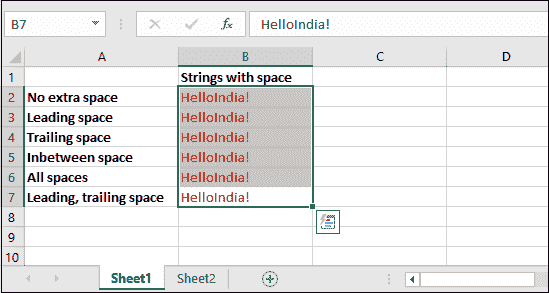 B7 fx HelloIndia!
A B C D
1 Strings with space
2 No extra space HelloIndia!
3 Leading space HelloIndia!
4 Trailing space HelloIndia!
5 Inbetween space HelloIndia!
6 All spaces HelloIndia!
7 Leading, trailing space HelloIndia!
8
9
10
Sheet1 Sheet2